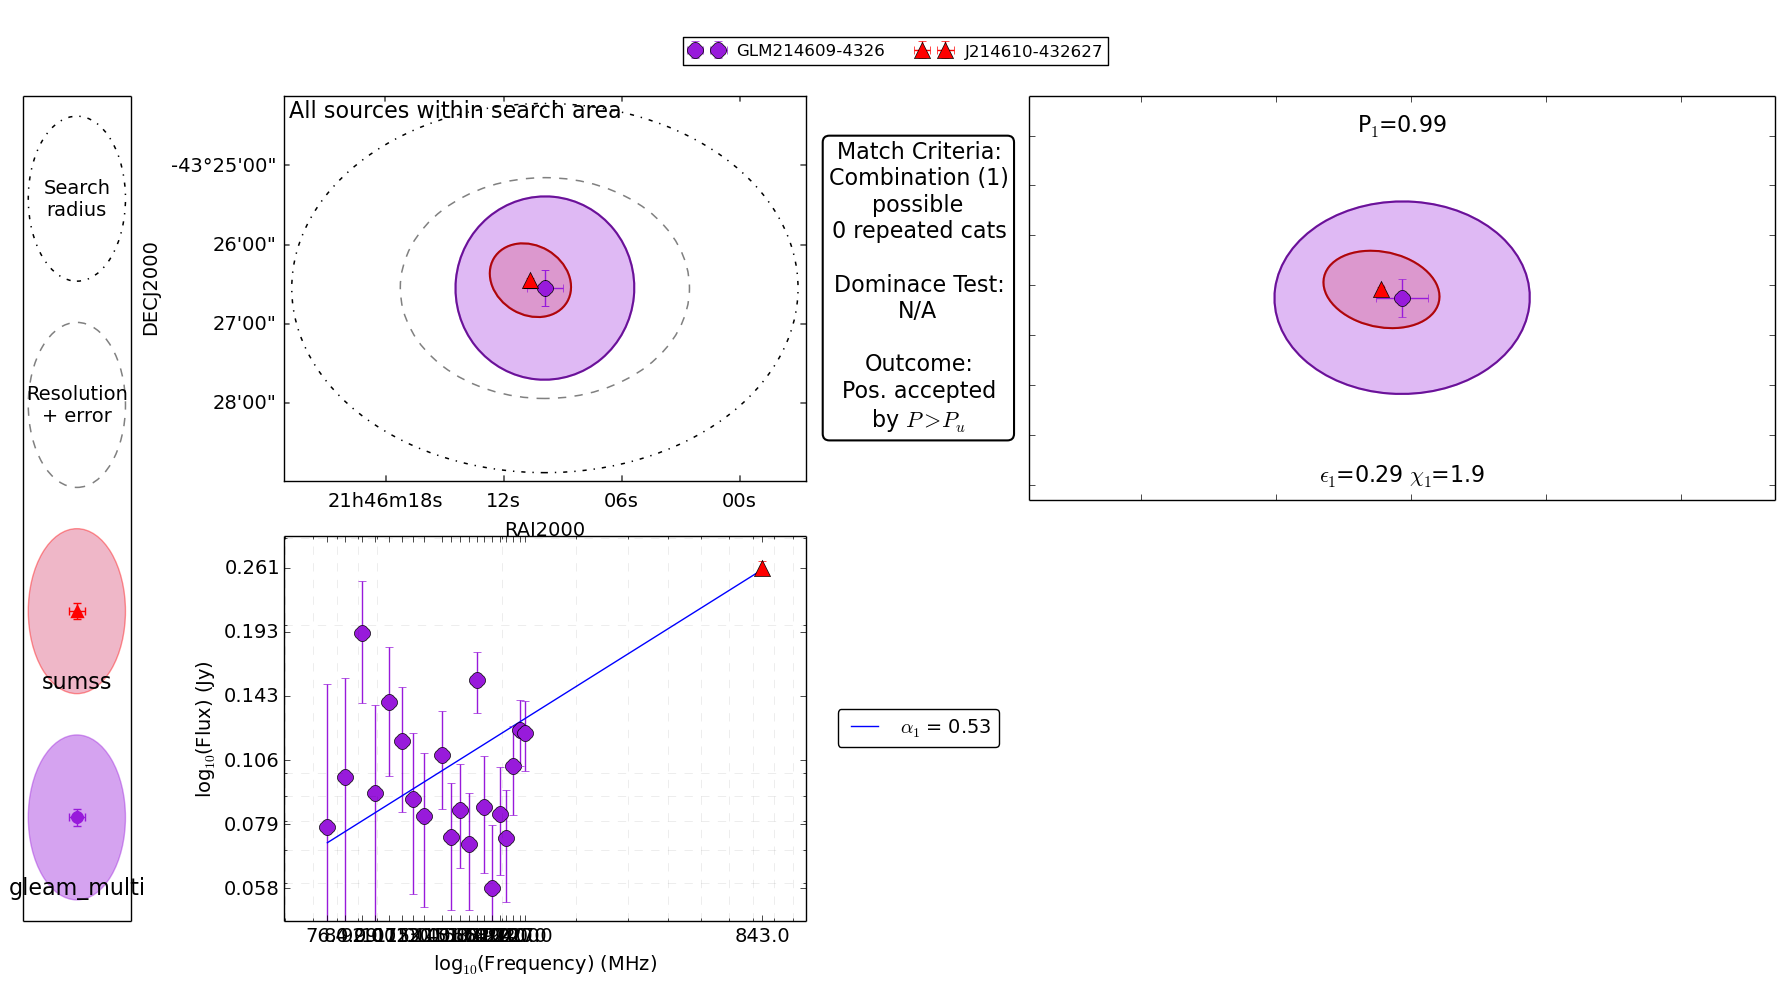 GLM214609-4326
J214610-432627
Search
radius
Resolution
+ error
sumss
gleam_multi
All sources within search area
DECJ2000
-43°25'00"
26'00"
27'00"
28'00"
21h46m18s
12s
06s
00s
RAJ2000
Match Criteria:
Combination (1)
possible
0 repeated cats
Dominace Test:
N/A
Outcome:
Pos. accepted
by P>Pᵤ
P₁=0.99
ϵ₁=0.29 χ₁=1.9
log₁₀(Flux) (Jy)
0.261
0.193
0.143
0.106
0.079
0.058
843.0
log₁₀(Frequency) (MHz)
α₁ = 0.53